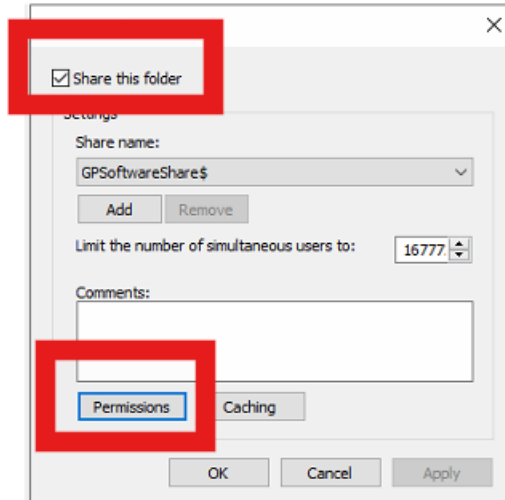 Share this folder
Settings
Share name:
GPSoftwareShare$
Add Remove
Limit the number of simultaneous users to: 16777
Comments:
Permissions Caching
OK Cancel Apply